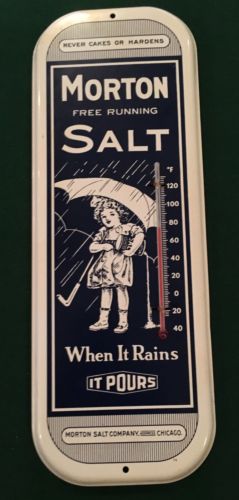 NEVER CAKES OR HARDENS
MORTON
FREE RUNNING
SALT
°F
120
100
80
60
40
20
0
20
40
When It Rains
IT POURS
MORTON SALT COMPANY, CHICAGO.